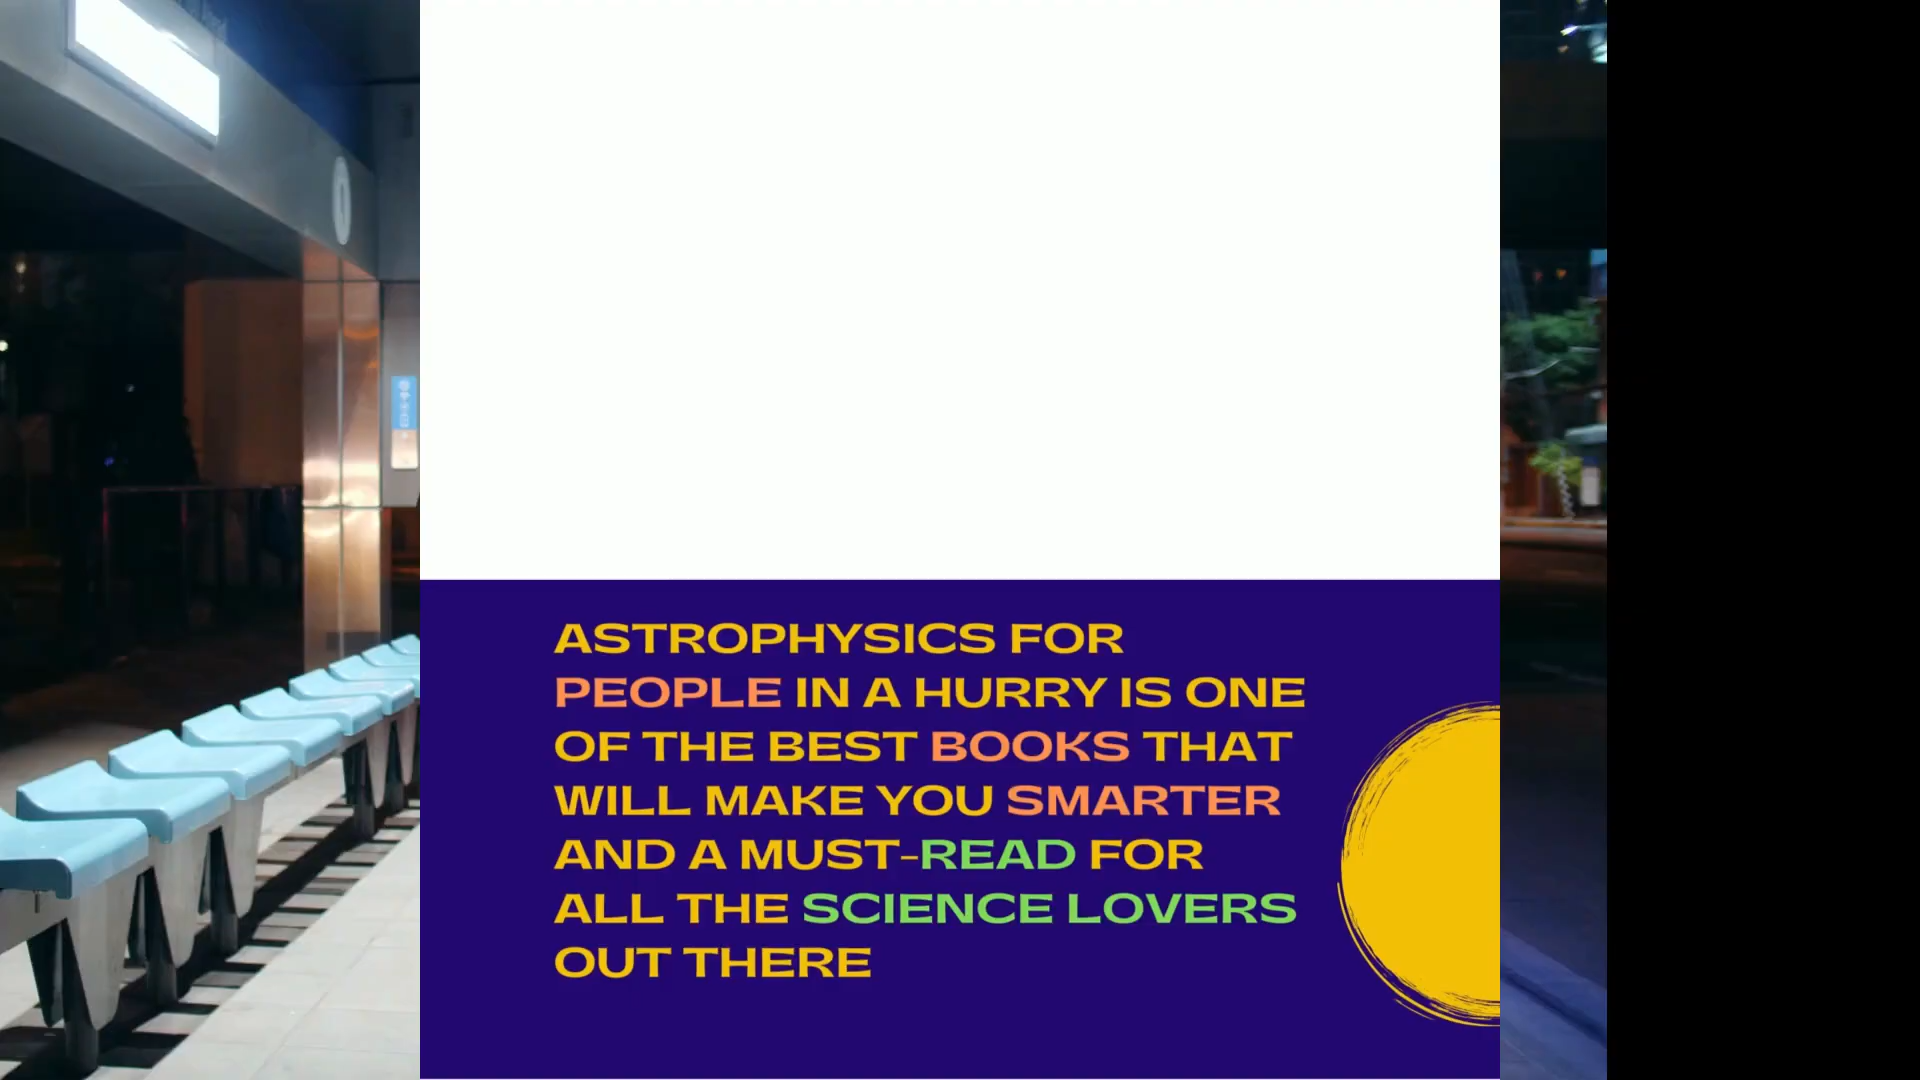 ASTROPHYSICS FOR
PEOPLE IN A HURRY IS ONE
OF THE BEST BOOKS THAT
WILL MAKE YOU SMARTER
AND A MUST-READ FOR
ALL THE SCIENCE LOVERS
OUT THERE